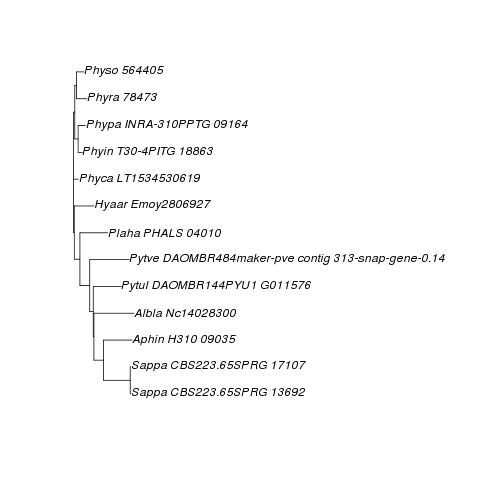 Physo 564405
Phyra 78473
Phypa INRA-310PPTG 09164
Phyin T30-4PITG 18863
Phyca LT1534530619
Hyaar Emoy2806927
Plaha PHALS 04010
Pytve DAOMBR484maker-pve contig 313-snap-gene-0.14
Pytul DAOMBR144PYU1 G011576
Albla Nc14028300
Aphin H310 09035
Sappa CBS223.65SPRG 17107
Sappa CBS223.65SPRG 13692